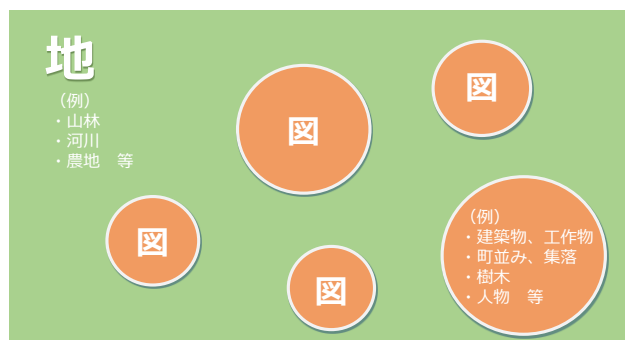 地
（例）
・山林
・河川
・農地　等
図
図
図
図
（例）
・建築物、工作物
・町並み、集落
・樹木
・人物　等